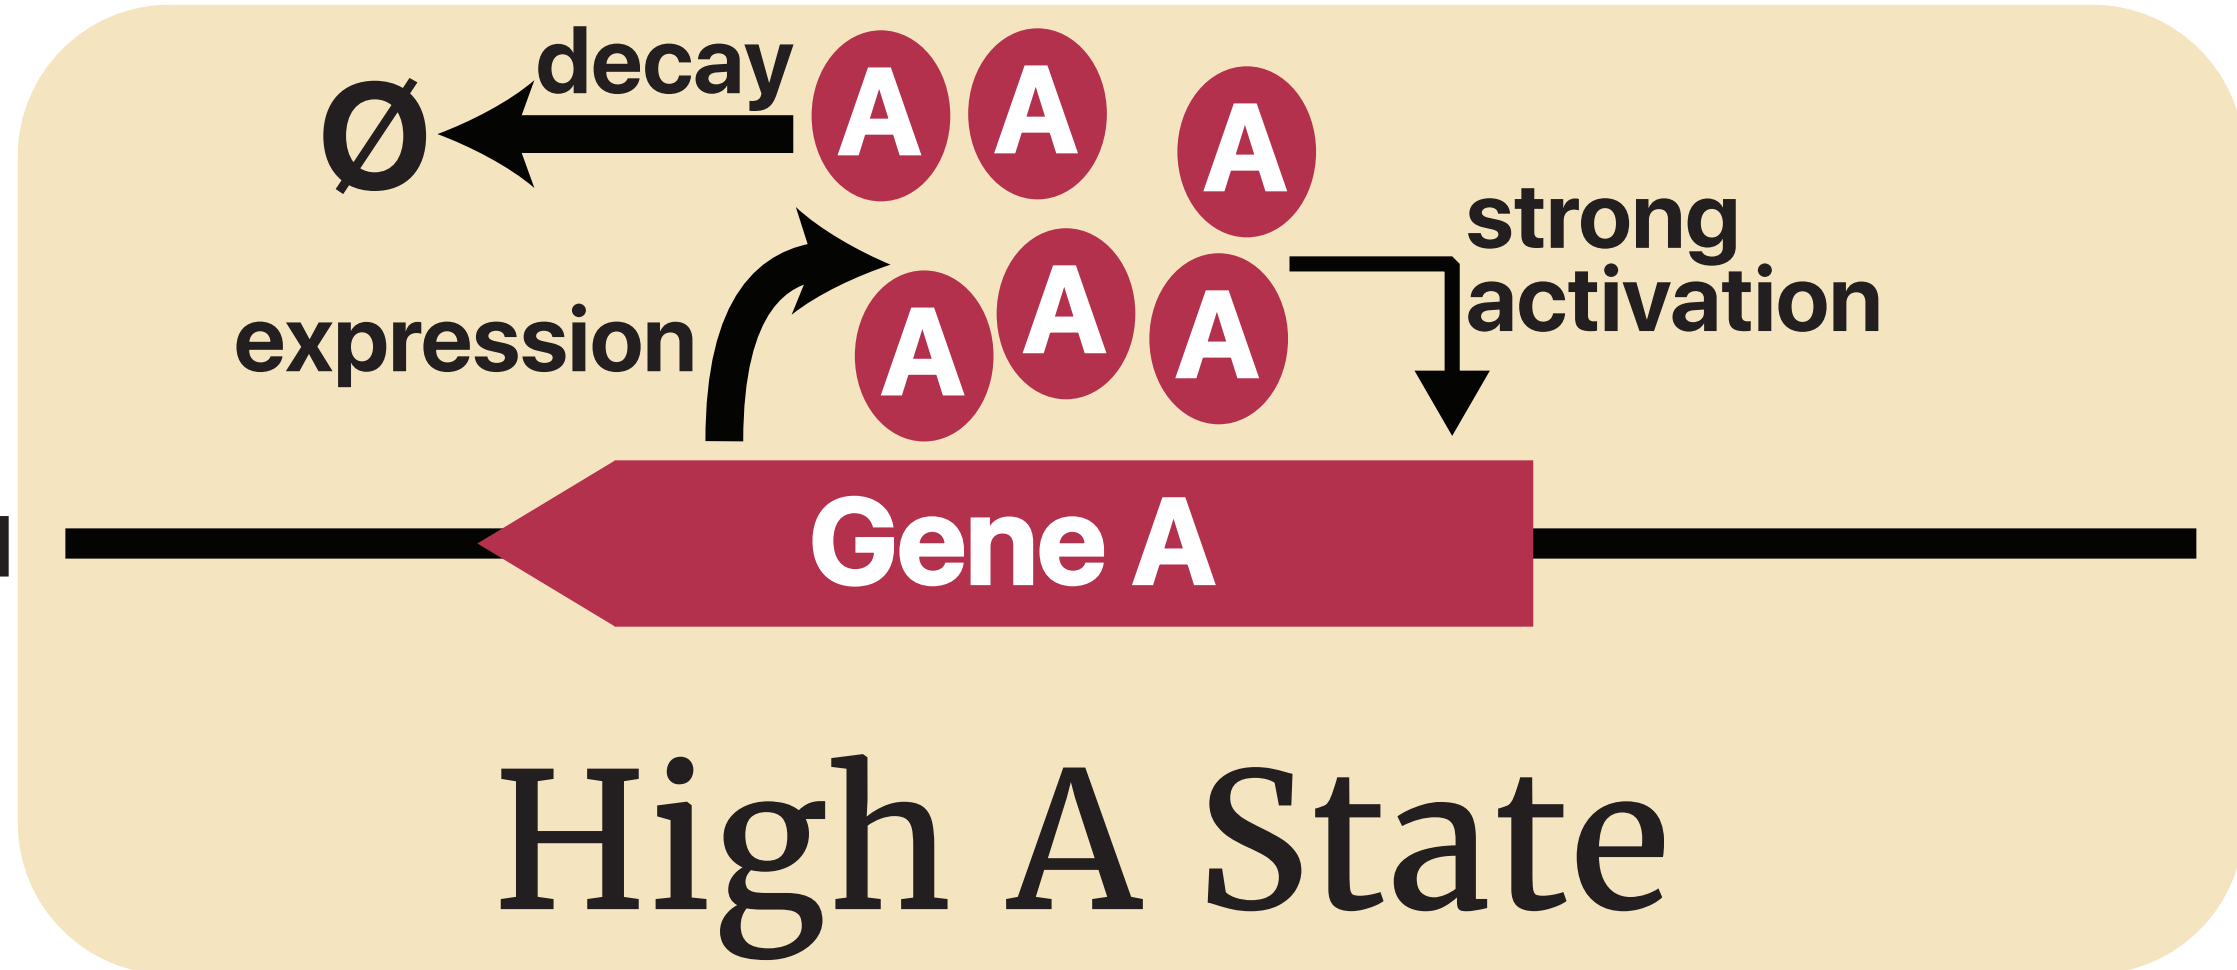 decay
Ø
A A A
strong
activation
expression
A A A
Gene A
High A State